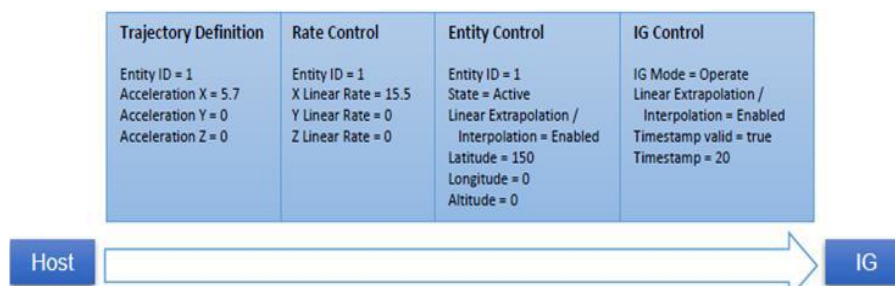 Trajectory Definition
Entity ID = 1
Acceleration X = 5.7
Acceleration Y = 0
Acceleration Z = 0
Rate Control
Entity ID = 1
X Linear Rate = 15.5
Y Linear Rate = 0
Z Linear Rate = 0
Entity Control
Entity ID = 1
State = Active
Linear Extrapolation /
Interpolation = Enabled
Latitude = 150
Longitude = 0
Altitude = 0
IG Control
IG Mode = Operate
Linear Extrapolation /
Interpolation = Enabled
Timestamp valid = true
Timestamp = 20
Host
IG